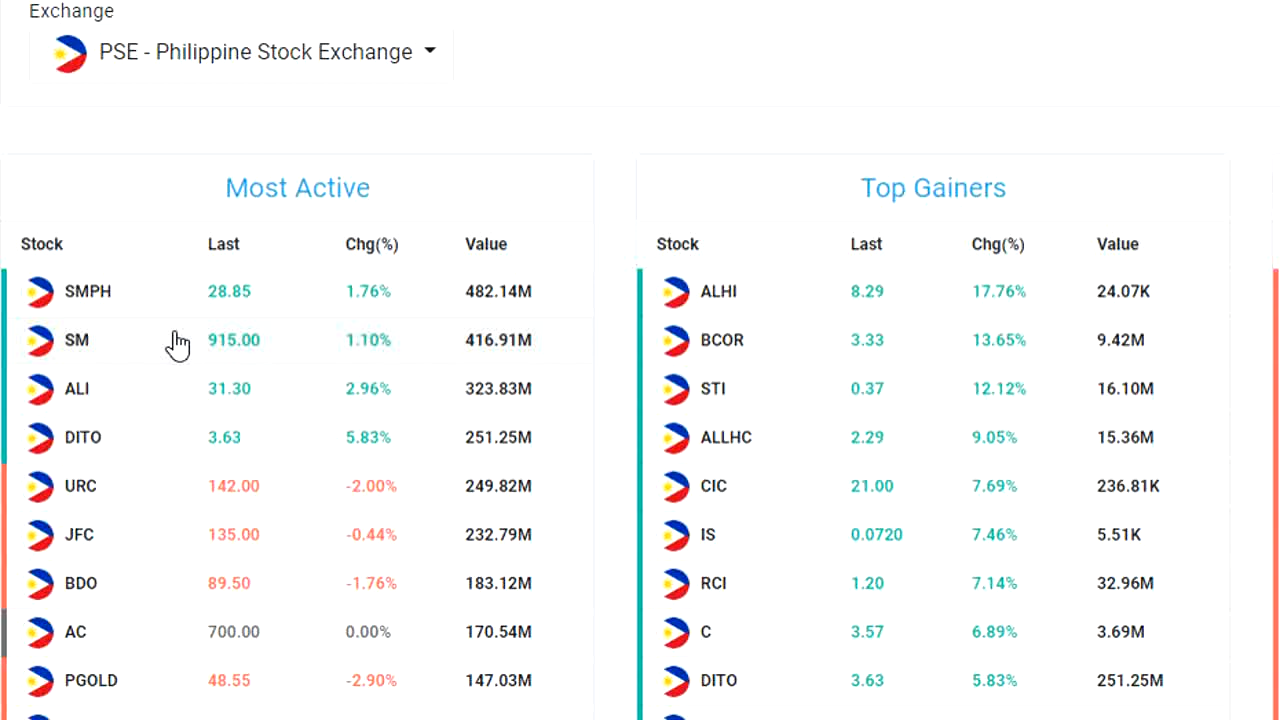 Exchange
PSE - Philippine Stock Exchange
Most Active
Stock Last Chg(%) Value
SMPH 28.85 1.76% 482.14M
SM 915.00 1.10% 416.91M
ALI 31.30 2.96% 323.83M
DITO 3.63 5.83% 251.25M
URC 142.00 -2.00% 249.82M
JFC 135.00 -0.44% 232.79M
BDO 89.50 -1.76% 183.12M
AC 700.00 0.00% 170.54M
PGOLD 48.55 -2.90% 147.03M
Top Gainers
Stock Last Chg(%) Value
ALHI 8.29 17.76% 24.07K
BCOR 3.33 13.65% 9.42M
STI 0.37 12.12% 16.10M
ALLHC 2.29 9.05% 15.36M
CIC 21.00 7.69% 236.81K
IS 0.0720 7.46% 5.51K
RCI 1.20 7.14% 32.96M
C 3.57 6.89% 3.69M
DITO 3.63 5.83% 251.25M